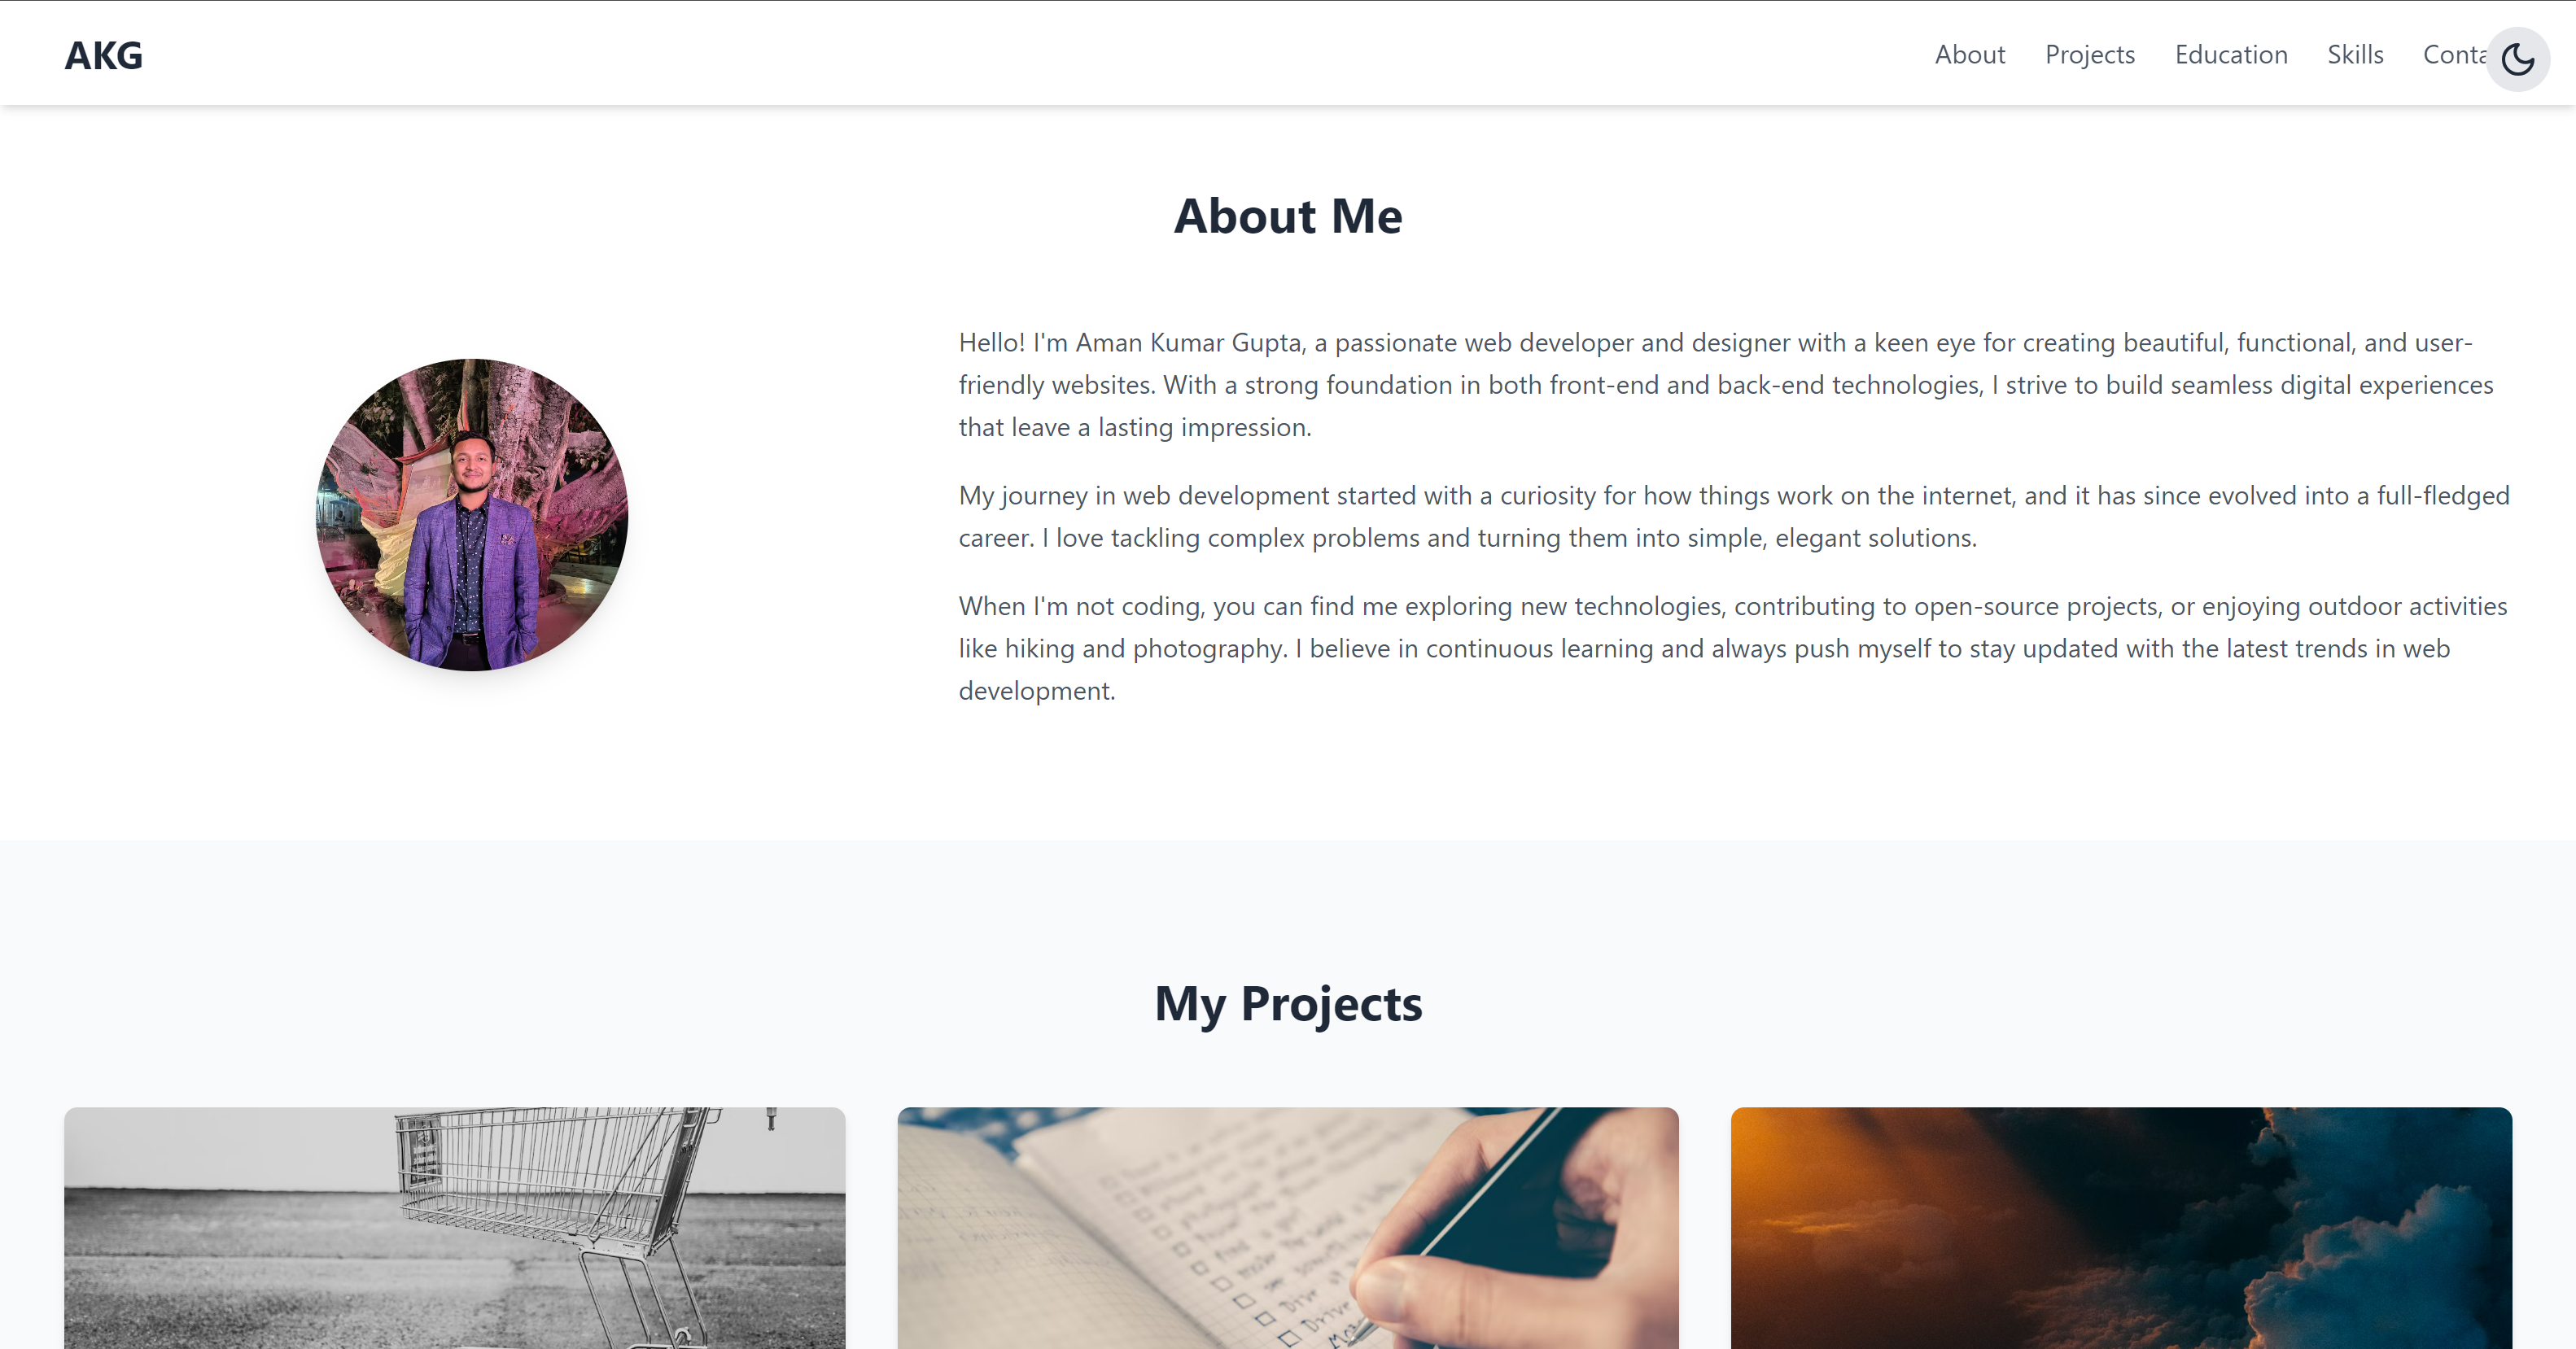 AKG
About Projects Education Skills Conta
About Me
Hello! I'm Aman Kumar Gupta, a passionate web developer and designer with a keen eye for creating beautiful, functional, and user-
friendly websites. With a strong foundation in both front-end and back-end technologies, I strive to build seamless digital experiences
that leave a lasting impression.
My journey in web development started with a curiosity for how things work on the internet, and it has since evolved into a full-fledged
career. I love tackling complex problems and turning them into simple, elegant solutions.
When I'm not coding, you can find me exploring new technologies, contributing to open-source projects, or enjoying outdoor activities
like hiking and photography. I believe in continuous learning and always push myself to stay updated with the latest trends in web
development.
My Projects
Drive